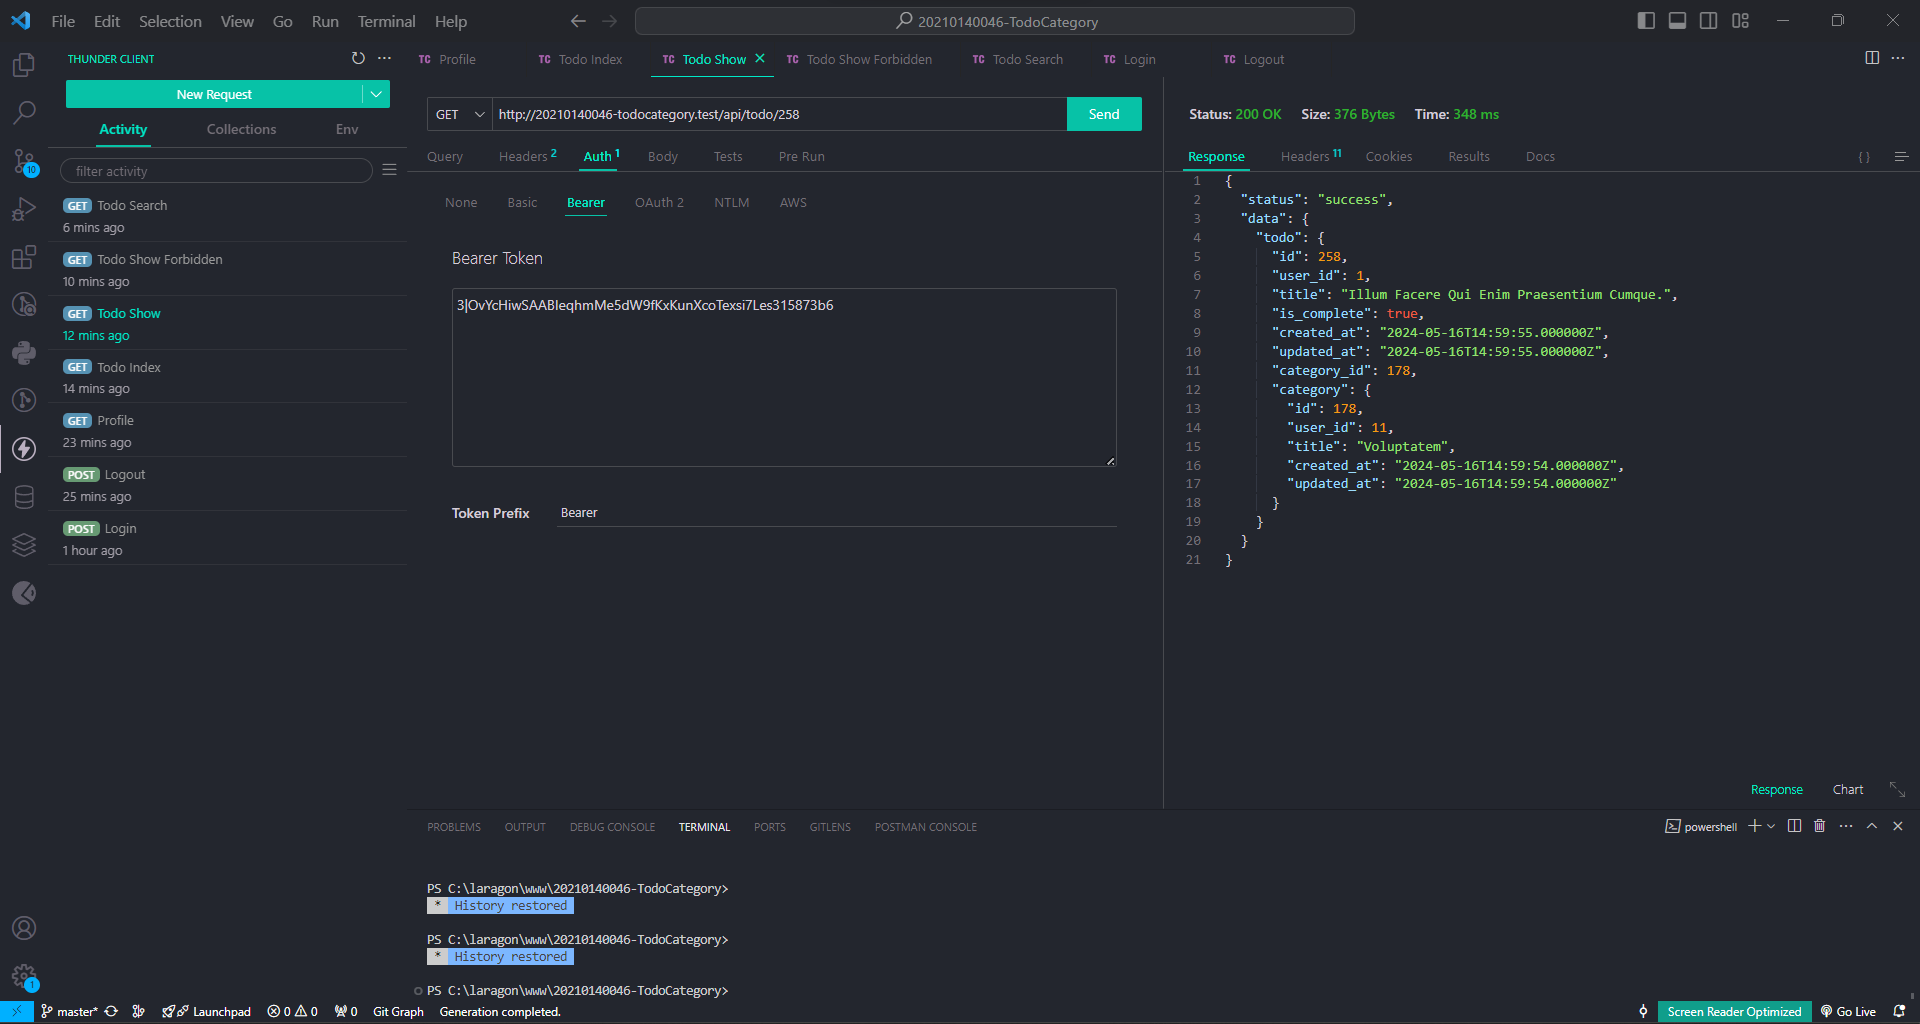 File Edit Selection View Go Run Terminal Help
20210140046-TodoCategory
THUNDER CLIENT
New Request
Activity Collections Env
filter activity
GET Todo Search
6 mins ago
GET Todo Show Forbidden
10 mins ago
GET Todo Show
12 mins ago
GET Todo Index
14 mins ago
GET Profile
23 mins ago
POST Logout
25 mins ago
POST Login
1 hour ago
10
1
TC Profile TC Todo Index TC Todo Show TC Todo Show Forbidden TC Todo Search TC Login TC Logout
GET http://20210140046-todocategory.test/api/todo/258 Send
Query Headers 2 Auth 1 Body Tests Pre Run
None Basic Bearer OAuth 2 NTLM AWS
Bearer Token
3|OvYcHiwSAABIeqhmMe5dW9fKxKunXcoTexsi7Les315873b6
Token Prefix Bearer
Status: 200 OK Size: 376 Bytes Time: 348 ms
Response Headers 11 Cookies Results Docs { }
1 {
2 "status": "success",
3 "data": {
4 "todo": {
5 "id": 258,
6 "user_id": 1,
7 "title": "Illum Facere Qui Enim Praesentium Cumque.",
8 "is_complete": true,
9 "created_at": "2024-05-16T14:59:55.000000Z",
10 "updated_at": "2024-05-16T14:59:55.000000Z",
11 "category_id": 178,
12 "category": {
13 "id": 178,
14 "user_id": 11,
15 "title": "Voluptatem",
16 "created_at": "2024-05-16T14:59:54.000000Z",
17 "updated_at": "2024-05-16T14:59:54.000000Z"
18 }
19 }
20 }
21 }
Response Chart
PROBLEMS OUTPUT DEBUG CONSOLE TERMINAL PORTS GITLENS POSTMAN CONSOLE
powershell
PS C:\laragon\www\20210140046-TodoCategory>
* History restored
PS C:\laragon\www\20210140046-TodoCategory>
* History restored
PS C:\laragon\www\20210140046-TodoCategory>
master* Launchpad 0 0 0 Git Graph Generation completed. Screen Reader Optimized Go Live